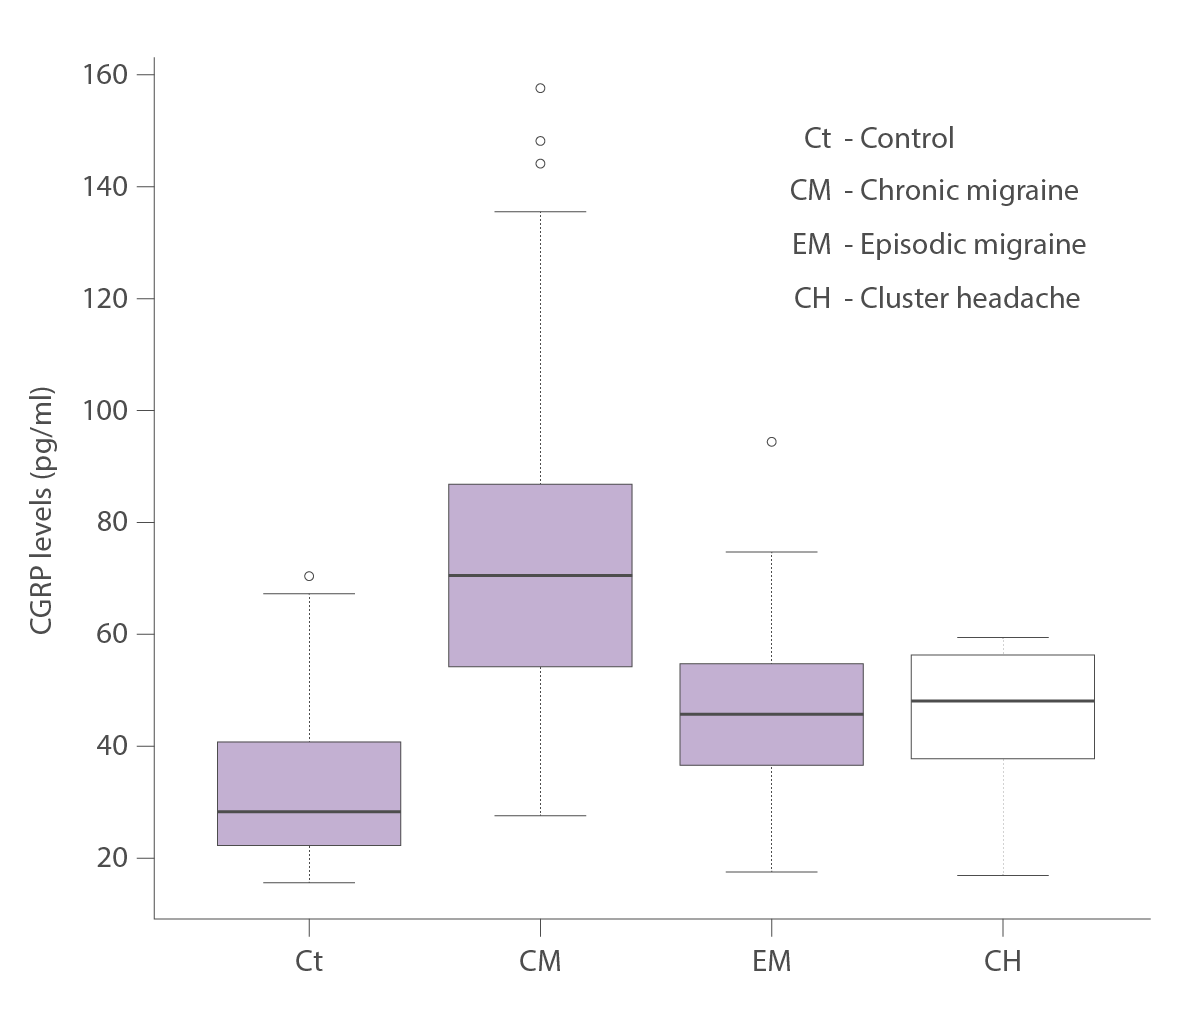 160
140
120
100
80
60
40
20
CGRP levels (pg/ml)
Ct - Control
CM - Chronic migraine
EM - Episodic migraine
CH - Cluster headache
Ct CM EM CH